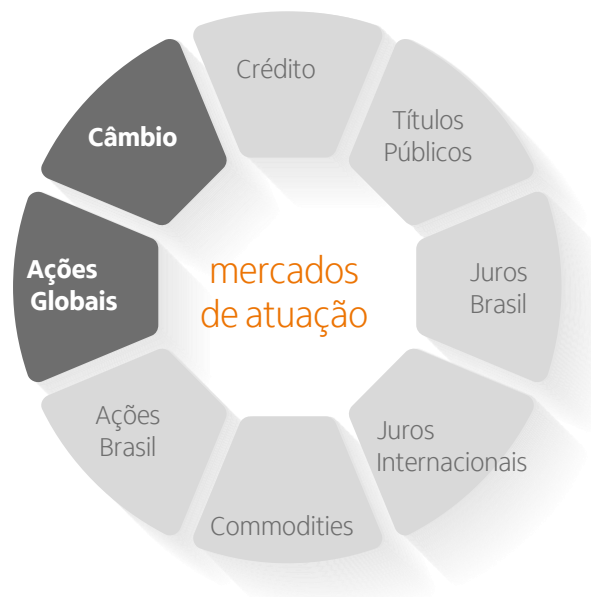 Crédito
Títulos
Públicos
Câmbio
mercados
de atuação
Ações
Globais
Juros
Brasil
Ações
Brasil
Juros
Internacionais
Commodities